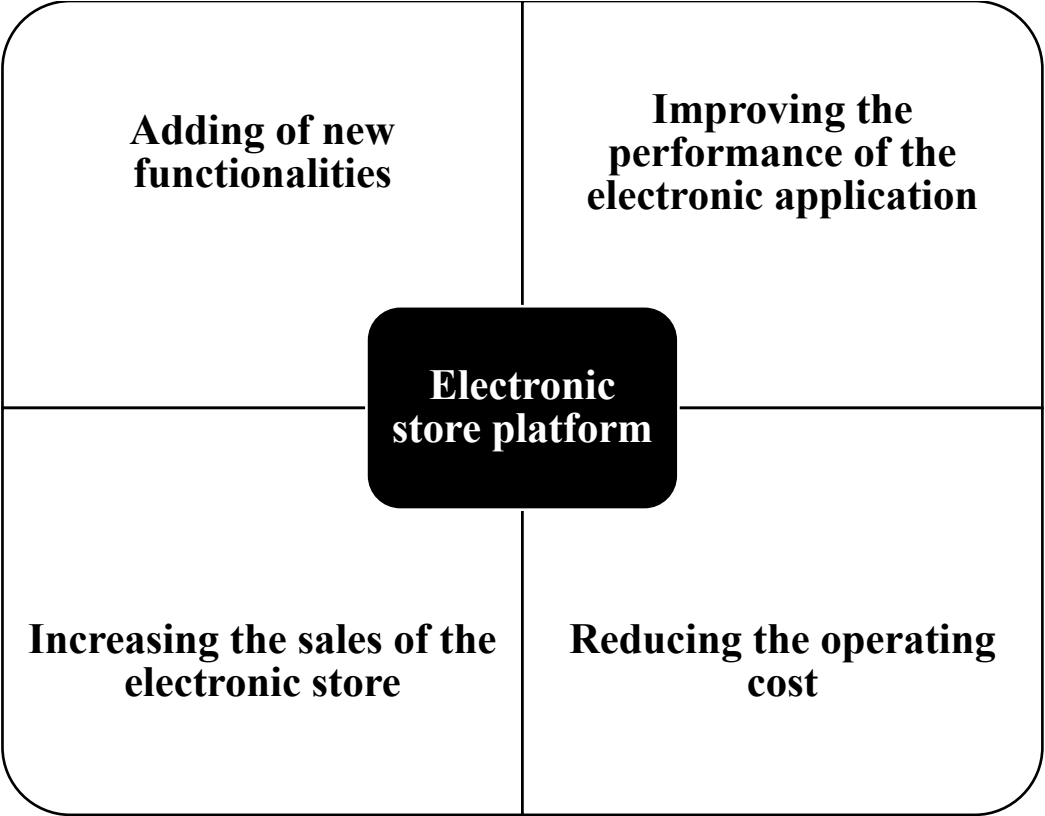 Adding of new
functionalities
Improving the
performance of the
electronic application
Electronic
store platform
Increasing the sales of the
electronic store
Reducing the operating
cost